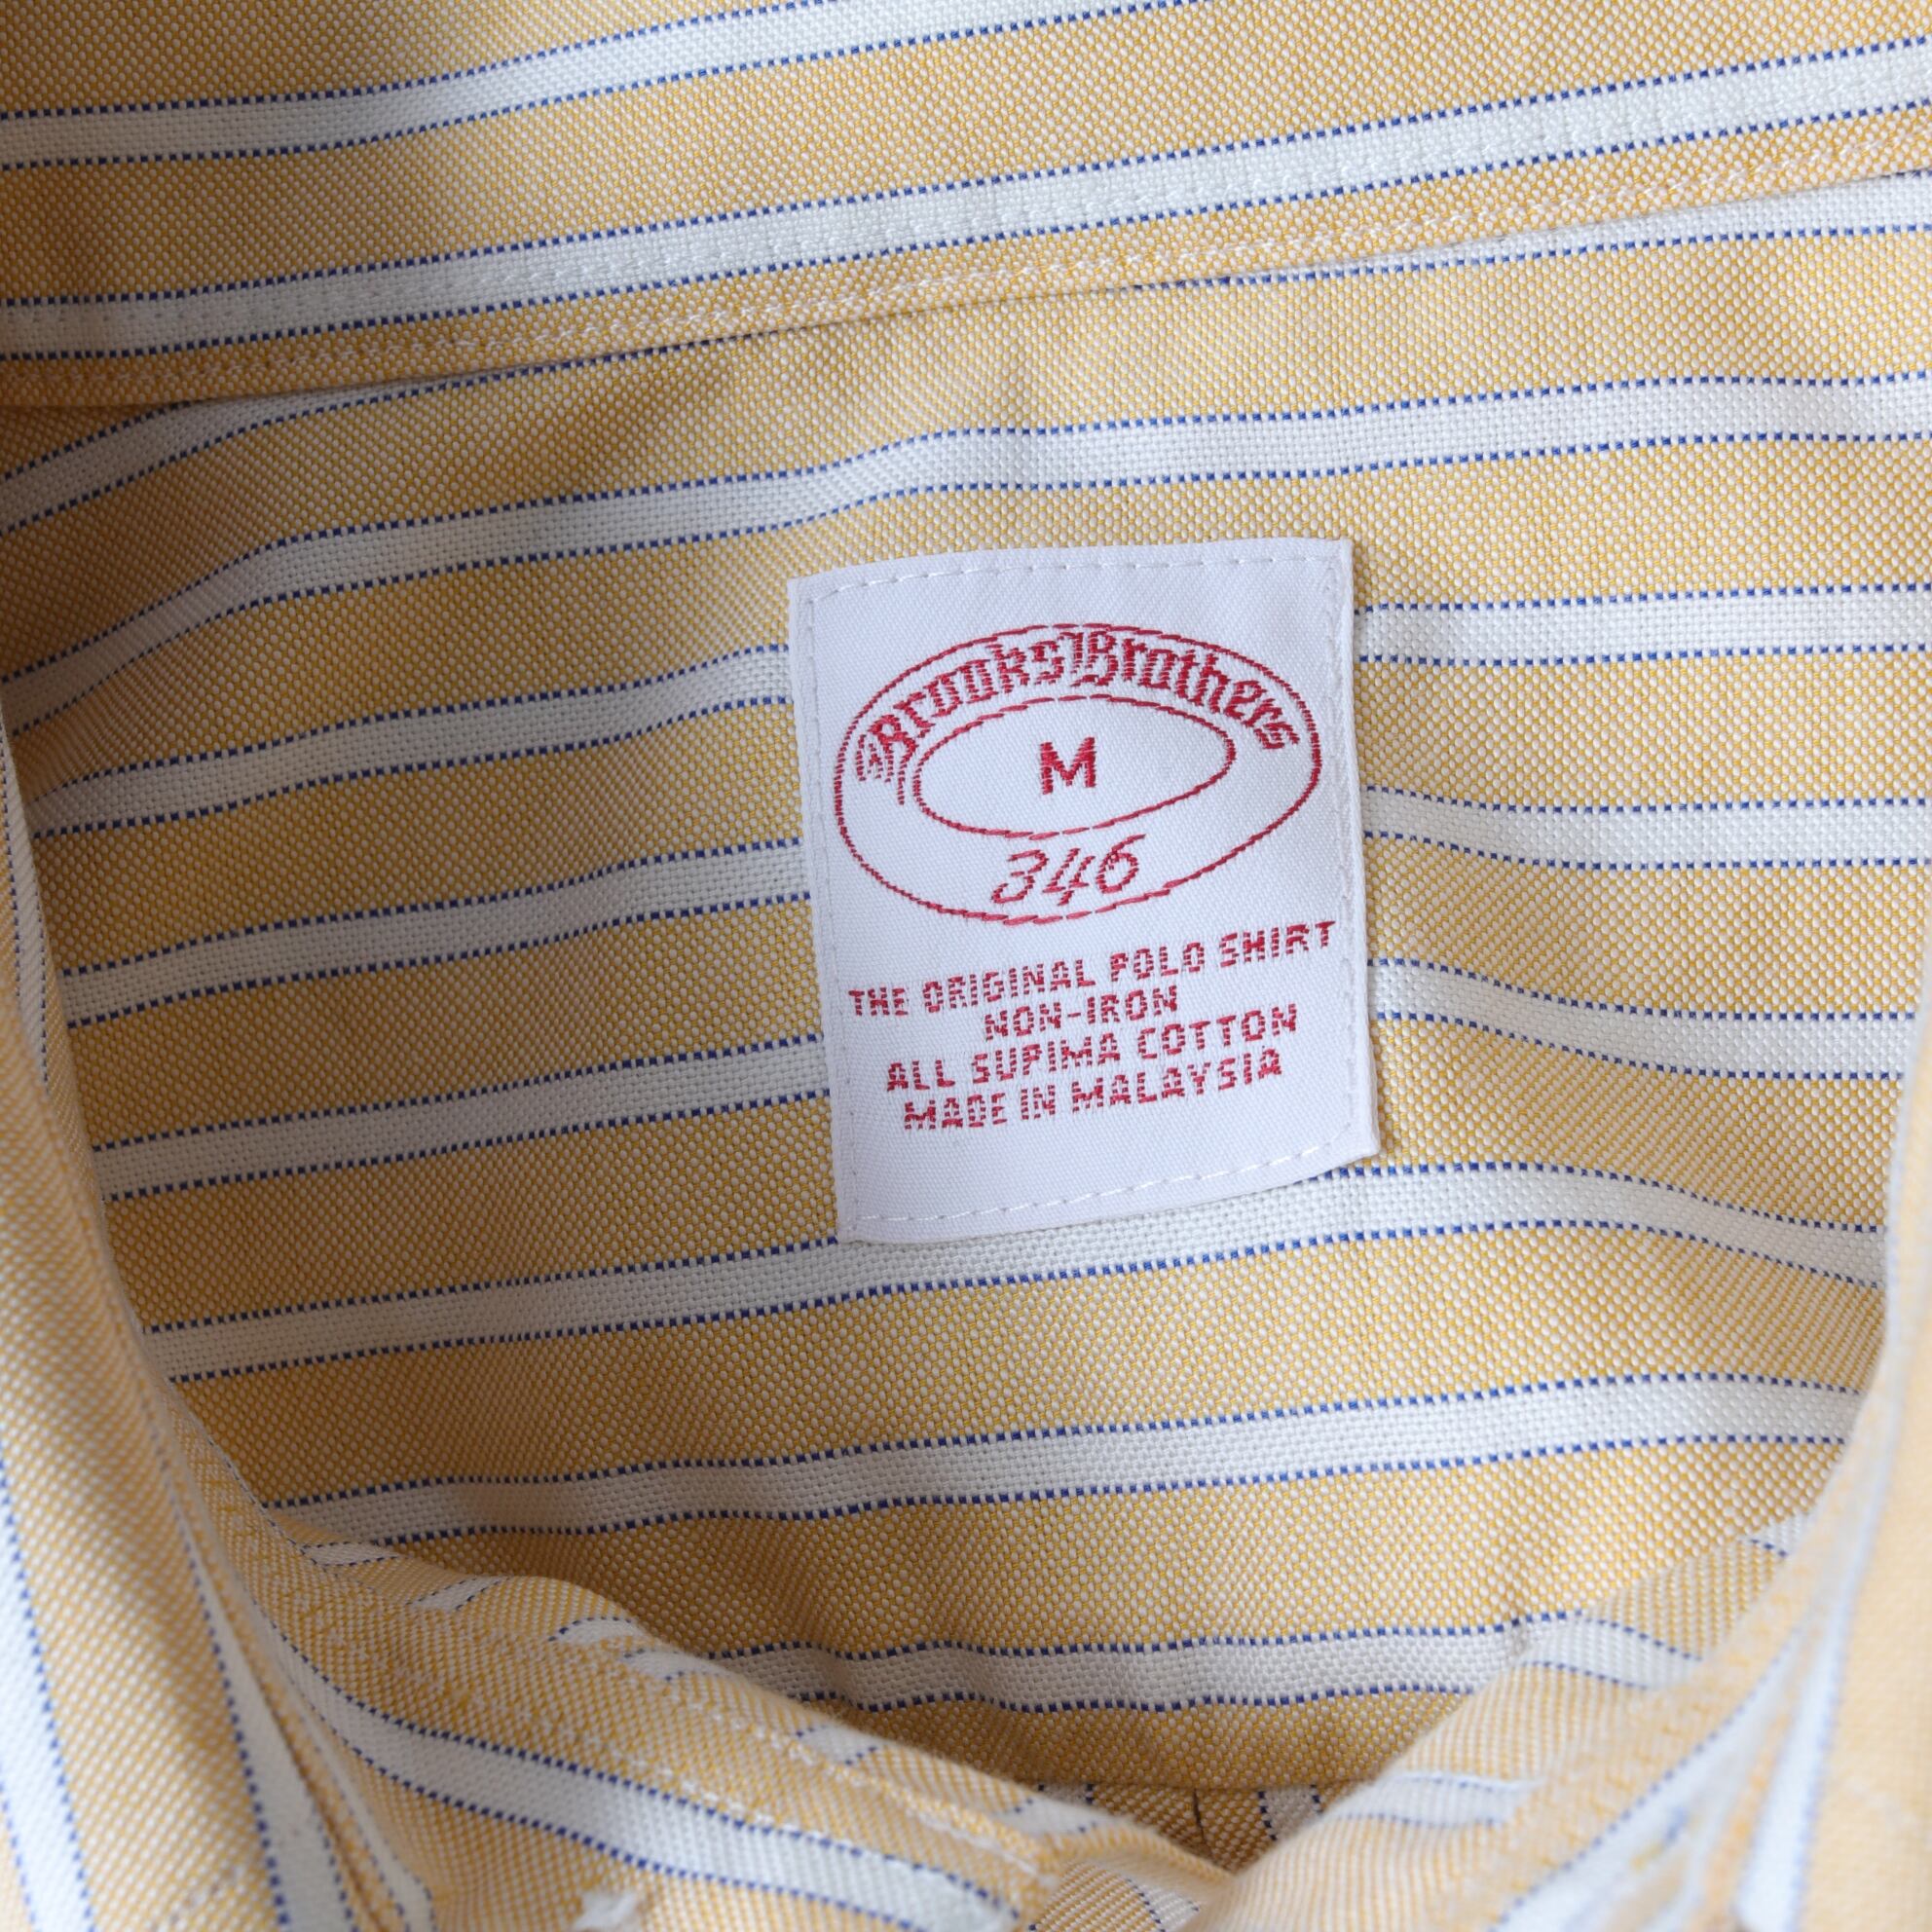 Brooks Brothers
M
346
THE ORIGINAL POLO SHIRT
NON-IRON
ALL SUPIMA COTTON
MADE IN MALAYSIA